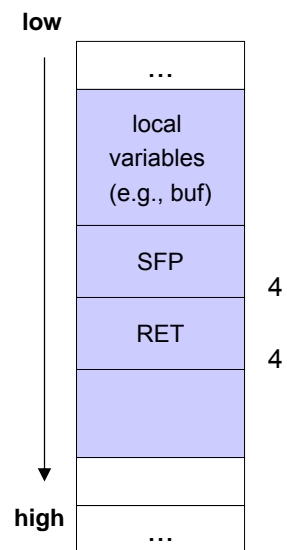 low
...
local
variables
(e.g., buf)
SFP
4
RET
4
high
...